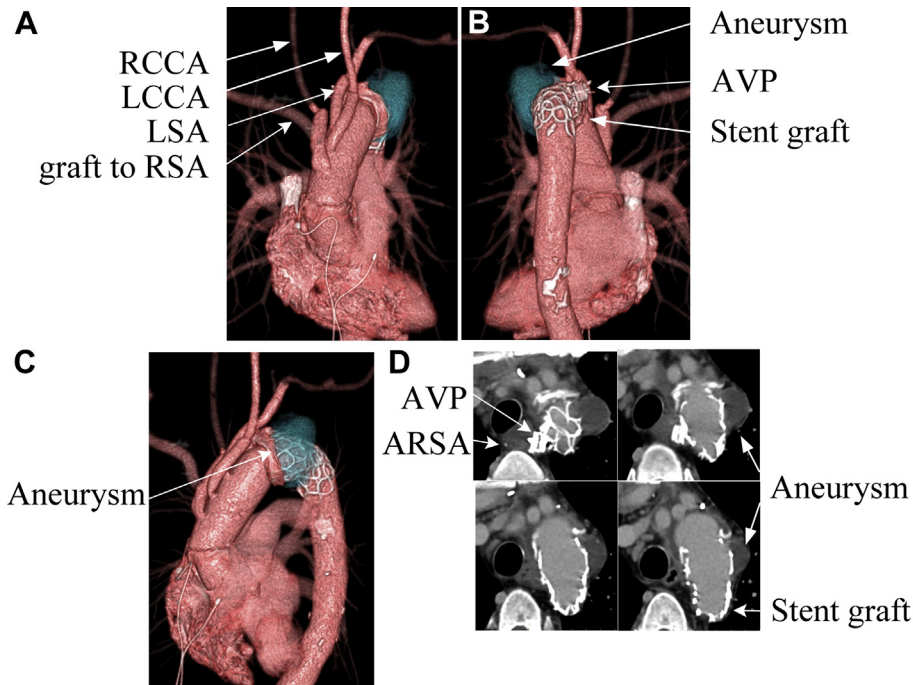 A
RCCA
LCCA
LSA
graft to RSA
B
Aneurysm
AVP
Stent graft
C
Aneurysm
D
AVP
ARSA
Aneurysm
Stent graft